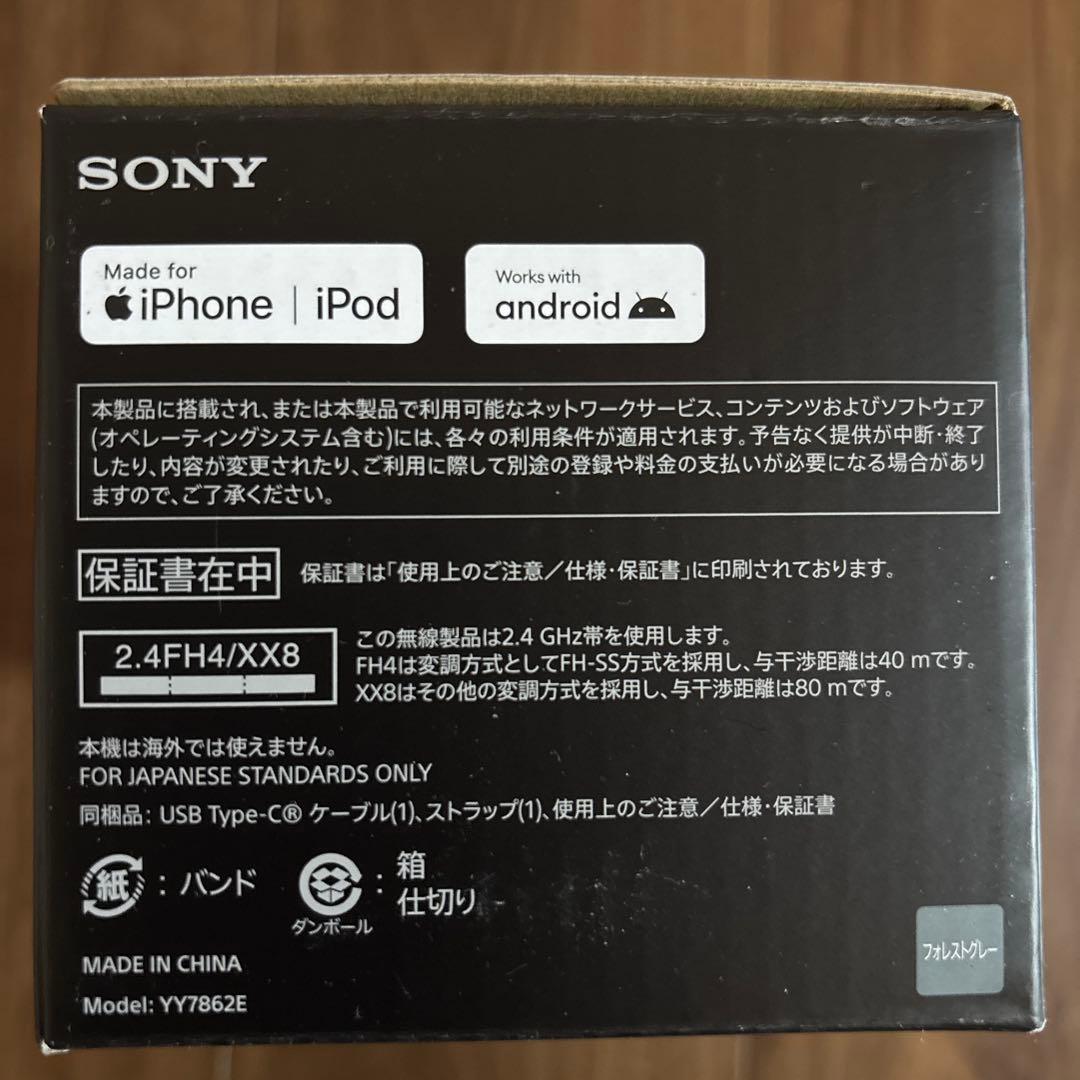 SONY
Made for
iPhone | iPod
Works with
android
本製品に搭載され、または本製品で利用可能なネットワークサービス、コンテンツおよびソフトウェア
(オペレーティングシステム含む)には、各々の利用条件が適用されます。予告なく提供が中断・終了
したり、内容が変更されたり、ご利用に際して別途の登録や料金の支払いが必要になる場合があり
ますので、ご了承ください。
保証書在中
保証書は「使用上のご注意／仕様・保証書」に印刷されております。
2.4FH4/XX8
この無線製品は2.4 GHz帯を使用します。
FH4は変調方式としてFH-SS方式を採用し、与干渉距離は40 mです。
XX8はその他の変調方式を採用し、与干渉距離は80 mです。
本機は海外では使えません。
FOR JAPANESE STANDARDS ONLY
同梱品: USB Type-C® ケーブル(1)、ストラップ(1)、使用上のご注意／仕様・保証書
紙 : バンド
ダンボール : 箱
仕切り
フォレストグレー
MADE IN CHINA
Model: YY7862E